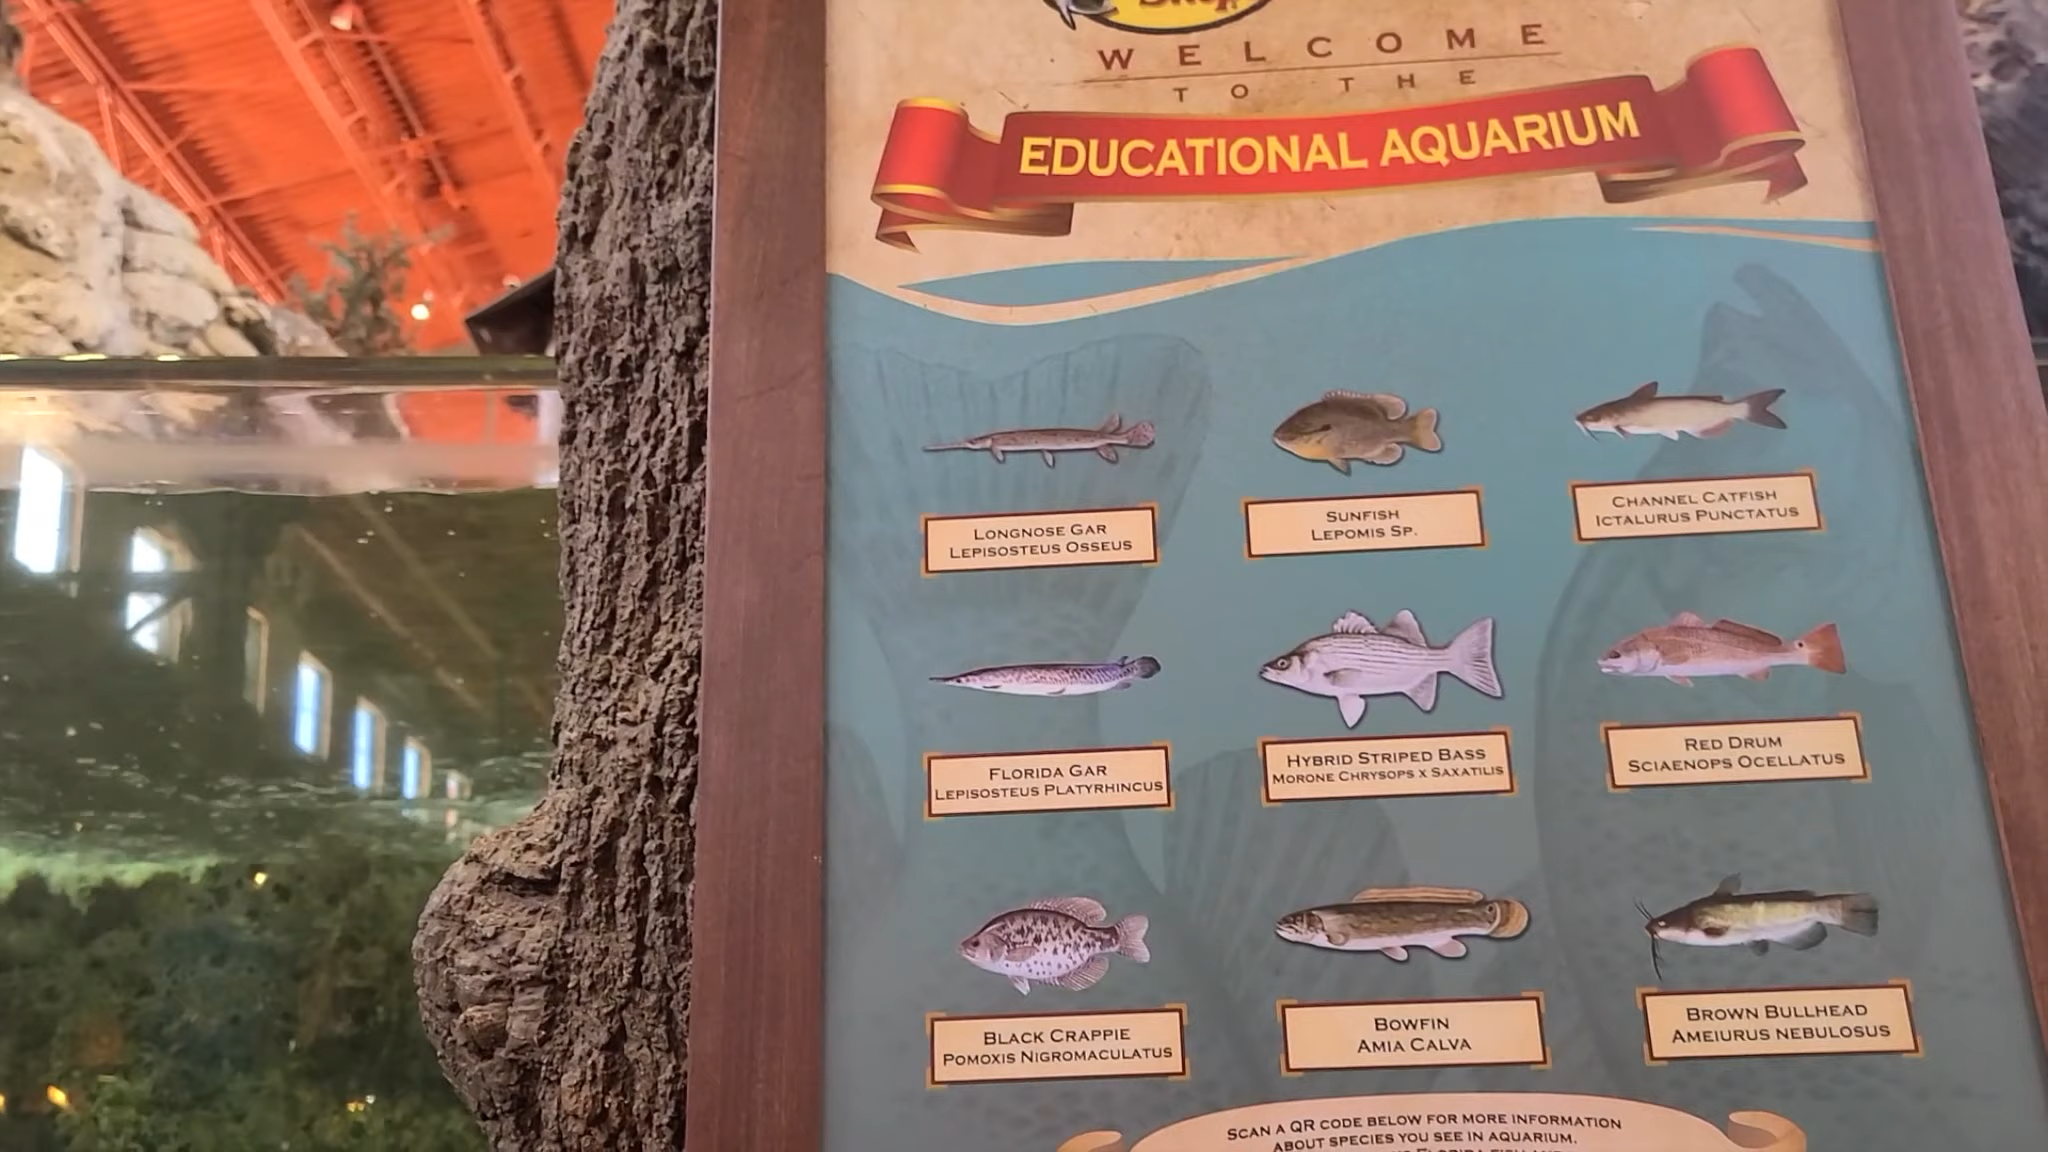 WELCOME
TO THE
EDUCATIONAL AQUARIUM
LONGNOSE GAR
LEPISOSTEUS OSSEUS
SUNFISH
LEPOMIS SP.
CHANNEL CATFISH
ICTALURUS PUNCTATUS
FLORIDA GAR
LEPISOSTEUS PLATYRHINCUS
HYBRID STRIPED BASS
MORONE CHRYSOPS X SAXATILIS
RED DRUM
SCIAENOPS OCELLATUS
BLACK CRAPPIE
POMOXIS NIGROMACULATUS
BOWFIN
AMIA CALVA
BROWN BULLHEAD
AMEIURUS NEBULOSUS
SCAN A QR CODE BELOW FOR MORE INFORMATION
ABOUT SPECIES YOU SEE IN AQUARIUM.